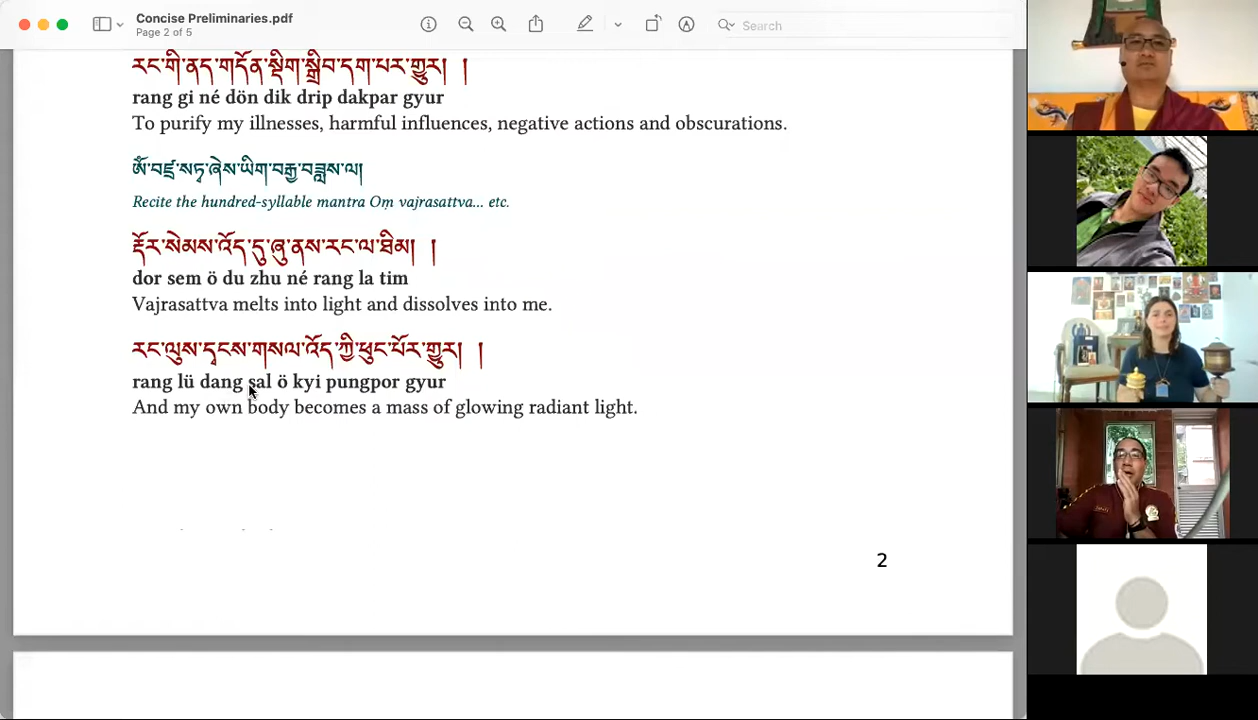 Concise Preliminaries.pdf
Page 2 of 5
Search
རང་གི་ནད་གདོན་སྡིག་སྒྲིབ་དག་པར་གྱུར། །
rang gi né dön dik drip dakpar gyur
To purify my illnesses, harmful influences, negative actions and obscurations.
ཨོཾ་བཛྲ་སཏྭ་ཞེས་ཡིག་བརྒྱ་བཟླས་ལ།
Recite the hundred-syllable mantra Oṃ vajrasattva... etc.
རྡོར་སེམས་འོད་དུ་ཞུ་ནས་རང་ལ་ཐིམ། །
dor sem ö du zhu né rang la tim
Vajrasattva melts into light and dissolves into me.
རང་ལུས་དྭངས་གསལ་འོད་ཀྱི་ཕུང་པོར་གྱུར། །
rang lü dang sal ö kyi pungpor gyur
And my own body becomes a mass of glowing radiant light.
2